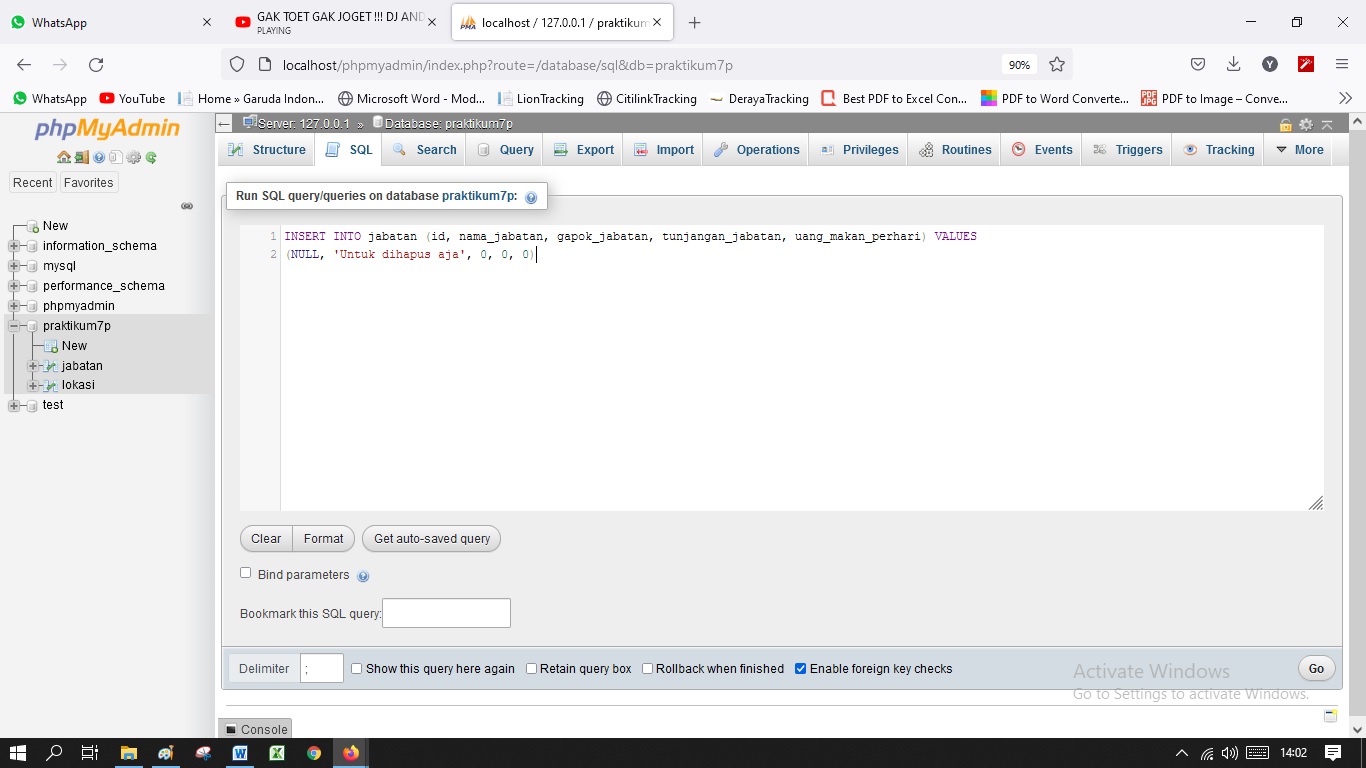 WhatsApp
GAK TOET GAK JOGET !!! DJ AND
PLAYING
localhost / 127.0.0.1 / praktikum
localhost/phpmyadmin/index.php?route=/database/sql&db=praktikum7p
90%
Y
WhatsApp
YouTube
Home » Garuda Indon...
Microsoft Word - Mod...
LionTracking
CitilinkTracking
DerayaTracking
Best PDF to Excel Con...
PDF to Word Converte...
PDF to Image – Conve...
phpMyAdmin
Recent
Favorites
New
information_schema
mysql
performance_schema
phpmyadmin
praktikum7p
New
jabatan
lokasi
test
Server: 127.0.0.1 » Database: praktikum7p
Structure
SQL
Search
Query
Export
Import
Operations
Privileges
Routines
Events
Triggers
Tracking
More
Run SQL query/queries on database praktikum7p:
1 INSERT INTO jabatan (id, nama_jabatan, gapok_jabatan, tunjangan_jabatan, uang_makan_perhari) VALUES
2 (NULL, 'Untuk dihapus aja', 0, 0, 0)
Clear
Format
Get auto-saved query
Bind parameters
Bookmark this SQL query:
Delimiter
;
Show this query here again
Retain query box
Rollback when finished
Enable foreign key checks
Go
Activate Windows
Go to Settings to activate Windows.
Console
14:02